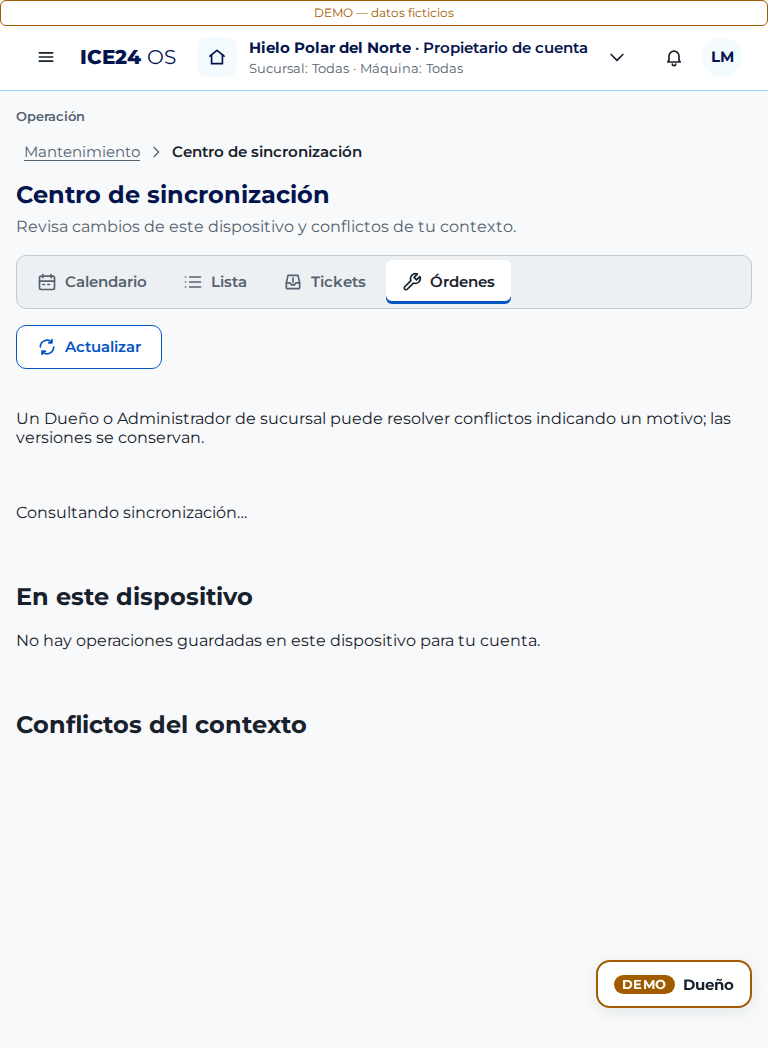 DEMO — datos ficticios
ICE24 OS
Hielo Polar del Norte · Propietario de cuenta
Sucursal: Todas · Máquina: Todas
LM
Operación
Mantenimiento > Centro de sincronización
Centro de sincronización
Revisa cambios de este dispositivo y conflictos de tu contexto.
Calendario Lista Tickets Órdenes
Actualizar
Un Dueño o Administrador de sucursal puede resolver conflictos indicando un motivo; las
versiones se conservan.
Consultando sincronización...
En este dispositivo
No hay operaciones guardadas en este dispositivo para tu cuenta.
Conflictos del contexto
DEMO Dueño